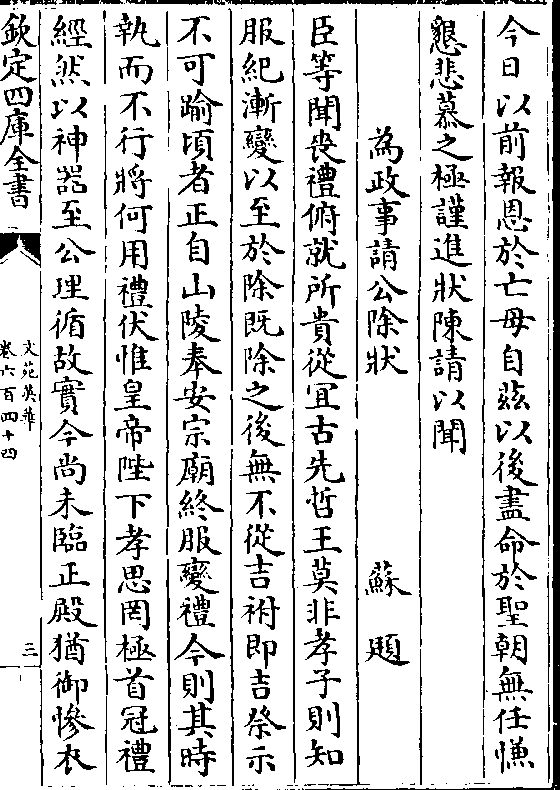 今日以前報恩於亡母自茲以後盡命於聖朝無任慊
懇悲慕之極謹進狀陳請以聞
為政事請公除狀 蘇頲
臣等聞喪禮俯就所貴從宜古先哲王莫非孝子則知
服紀漸變以至於除既除之後無不從吉祔即吉祭示
不可踰頃者正自山陵奉安宗廟終服變禮今則其時
執而不行將何用禮伏惟皇帝陛下孝思罔極首冠禮
經然以神器至公理循故實今尚未臨正殿猶御慘衣
欽定四庫全書
文苑英華
卷六百四十四
三